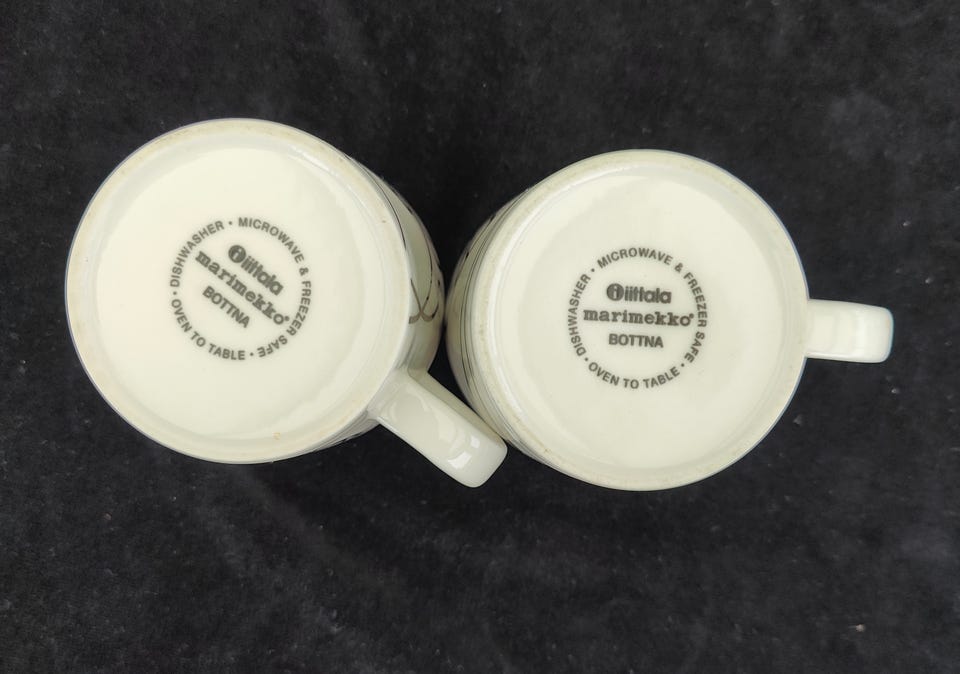 DISHWASHER • MICROWAVE & FREEZER SAFE • OVEN TO TABLE •
iittala
marimekko®
BOTTNA
DISHWASHER • MICROWAVE & FREEZER SAFE • OVEN TO TABLE •
iittala
marimekko®
BOTTNA